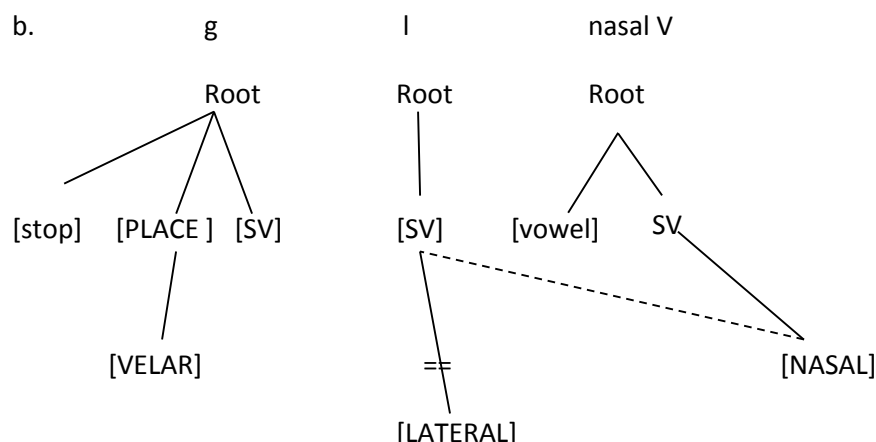 b. g l nasal V
Root Root Root
[stop] [PLACE ] [SV] [SV] [vowel] SV
[VELAR] [NASAL]
[LATERAL]